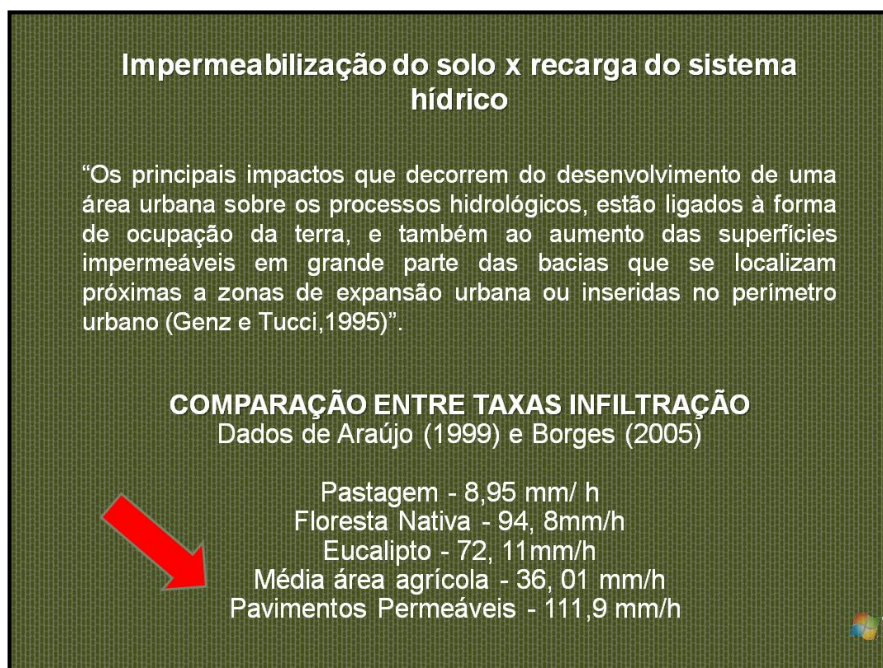 Impermeabilização do solo x recarga do sistema
hídrico
“Os principais impactos que decorrem do desenvolvimento de uma
área urbana sobre os processos hidrológicos, estão ligados à forma
de ocupação da terra, e também ao aumento das superfícies
impermeáveis em grande parte das bacias que se localizam
próximas a zonas de expansão urbana ou inseridas no perímetro
urbano (Genz e Tucci,1995)”.
COMPARAÇÃO ENTRE TAXAS INFILTRAÇÃO
Dados de Araújo (1999) e Borges (2005)
Pastagem - 8,95 mm/ h
Floresta Nativa - 94, 8mm/h
Eucalipto - 72, 11mm/h
Média área agrícola - 36, 01 mm/h
Pavimentos Permeáveis - 111,9 mm/h